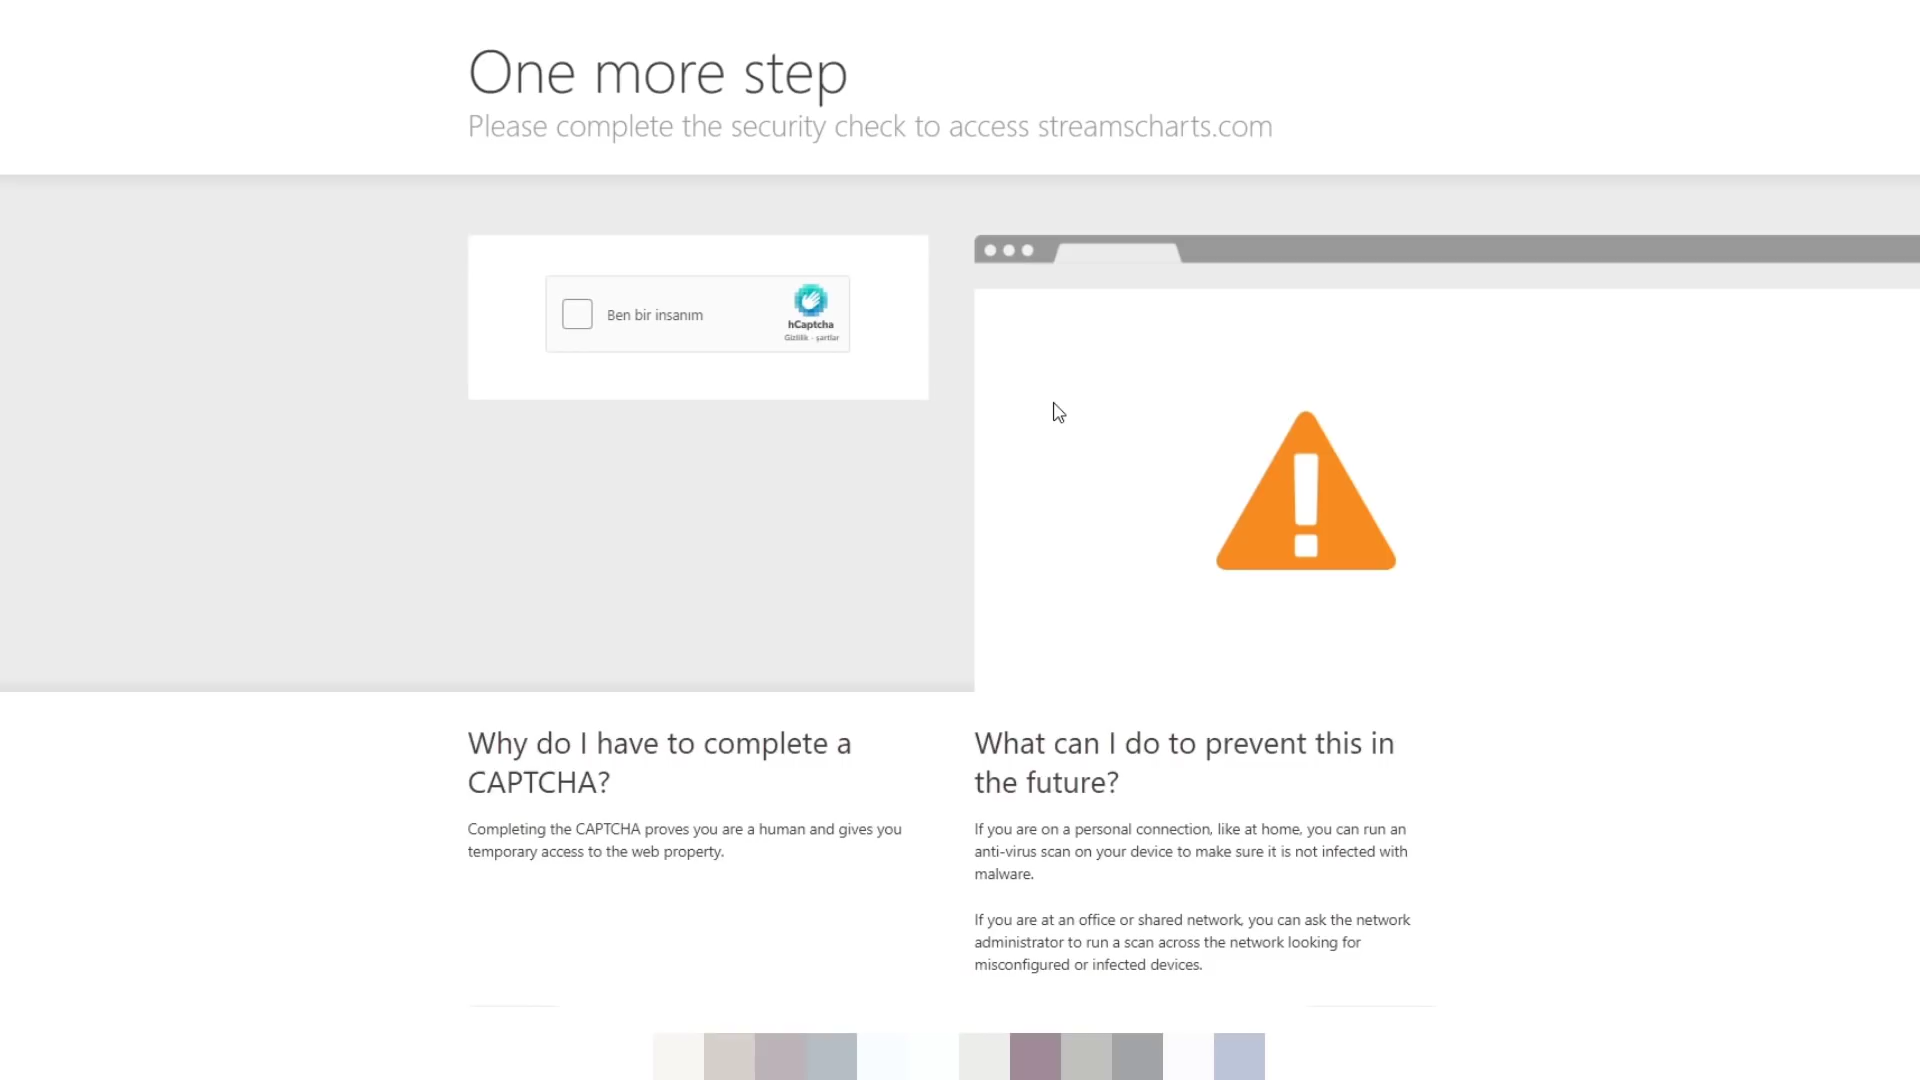 One more step
Please complete the security check to access streamscharts.com
Ben bir insanım
hCaptcha
Gizlilik - şartlar
Why do I have to complete a
CAPTCHA?
Completing the CAPTCHA proves you are a human and gives you
temporary access to the web property.
What can I do to prevent this in
the future?
If you are on a personal connection, like at home, you can run an
anti-virus scan on your device to make sure it is not infected with
malware.
If you are at an office or shared network, you can ask the network
administrator to run a scan across the network looking for
misconfigured or infected devices.